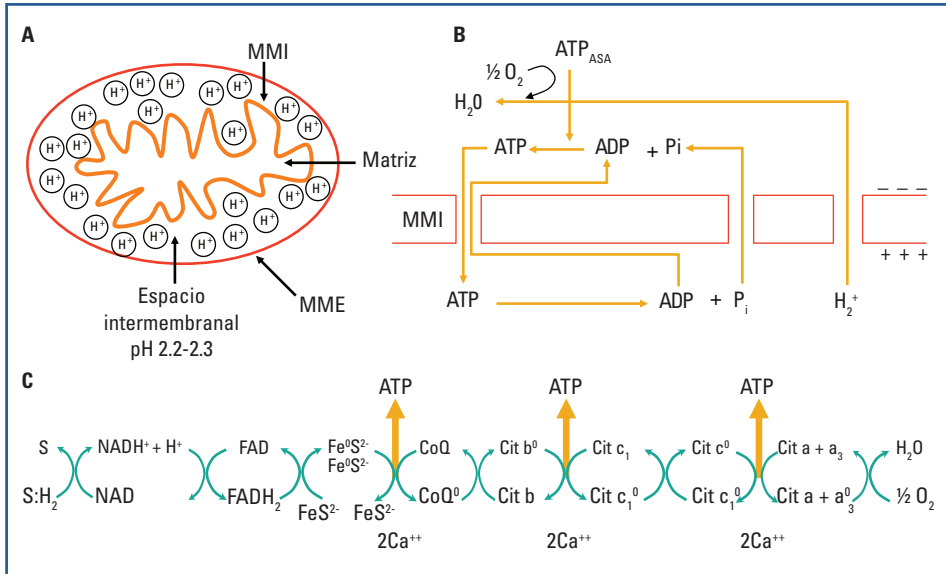 A
MMI
H⁺ H⁺ H⁺ H⁺ H⁺ H⁺ H⁺ H⁺ H⁺ H⁺ H⁺ H⁺ H⁺ H⁺ H⁺ H⁺ H⁺ H⁺ H⁺ H⁺ H⁺ H⁺ H⁺ H⁺ H⁺
Matriz
Espacio
intermembranal
pH 2.2-2.3
MME
B
ATP_ASA
½ O₂
H₂0
ATP ADP + Pi
MMI
– – –
+ + +
ATP ADP + P_i H₂⁺
C
ATP ATP ATP
S NADH⁺ + H⁺ FAD Fe⁰S²⁻ CoQ Cit b⁰ Cit c₁ Cit c⁰ Cit a + a₃ H₂O
Fe⁰S²⁻
S:H₂ NAD FADH₂ FeS²⁻ FeS²⁻ CoQ⁰ Cit b Cit c₁⁰ Cit c₁⁰ Cit a + a₃⁰ ½ O₂
2Ca⁺⁺ 2Ca⁺⁺ 2Ca⁺⁺